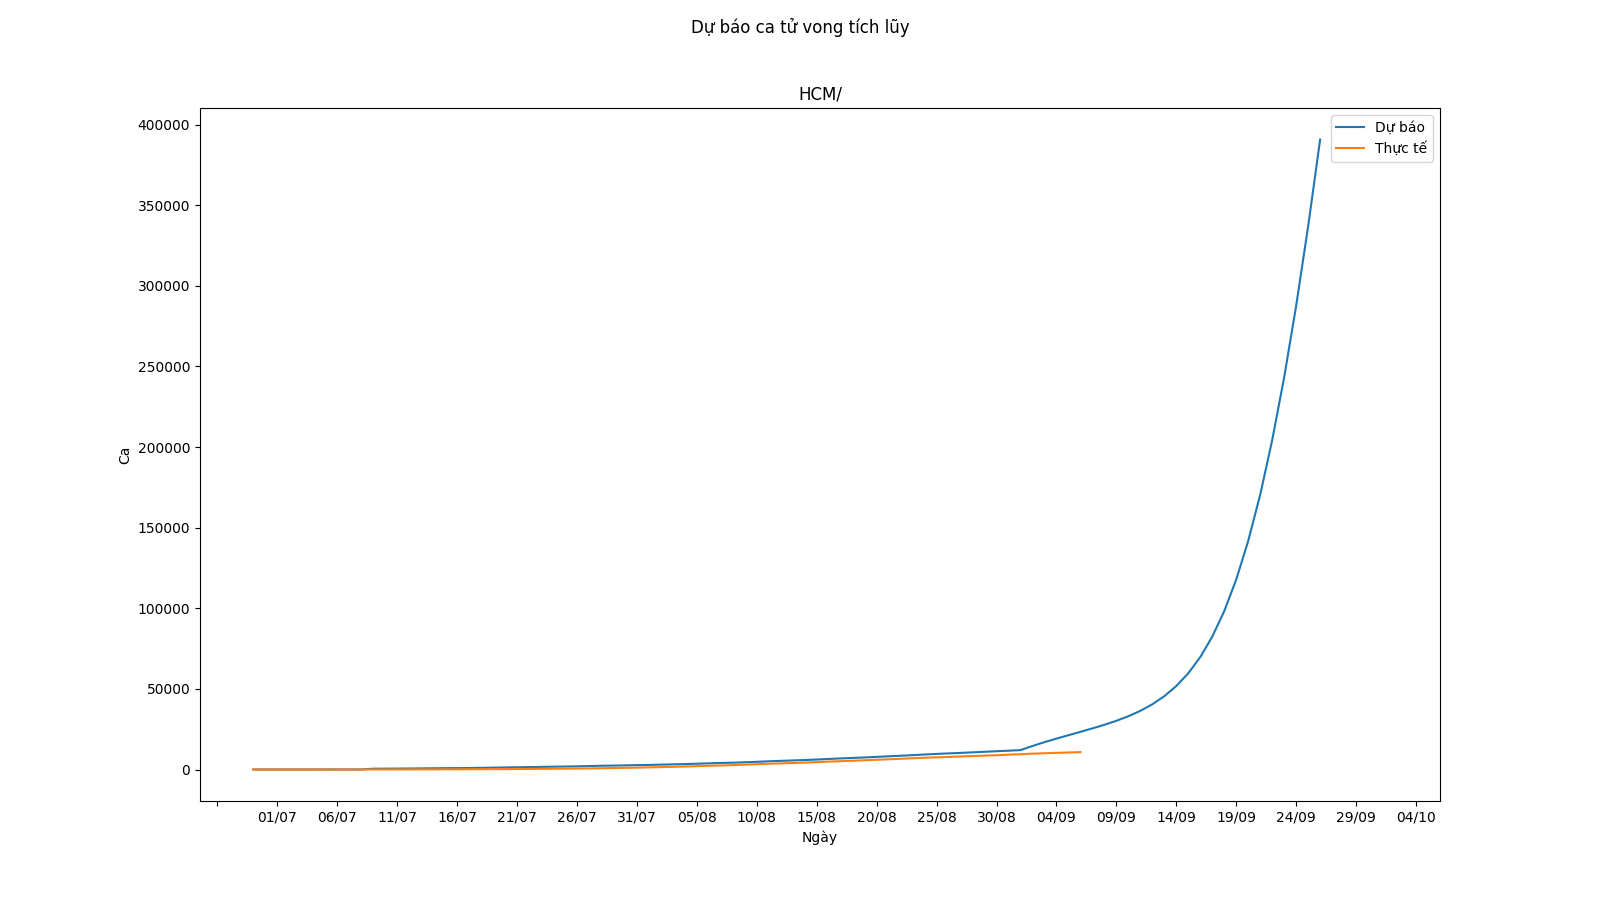 Dự báo ca tử vong tích lũy
HCM/
Dự báo
Thực tế
400000
350000
300000
250000
200000
150000
100000
50000
0
Ca
01/07 06/07 11/07 16/07 21/07 26/07 31/07 05/08 10/08 15/08 20/08 25/08 30/08 04/09 09/09 14/09 19/09 24/09 29/09 04/10
Ngày